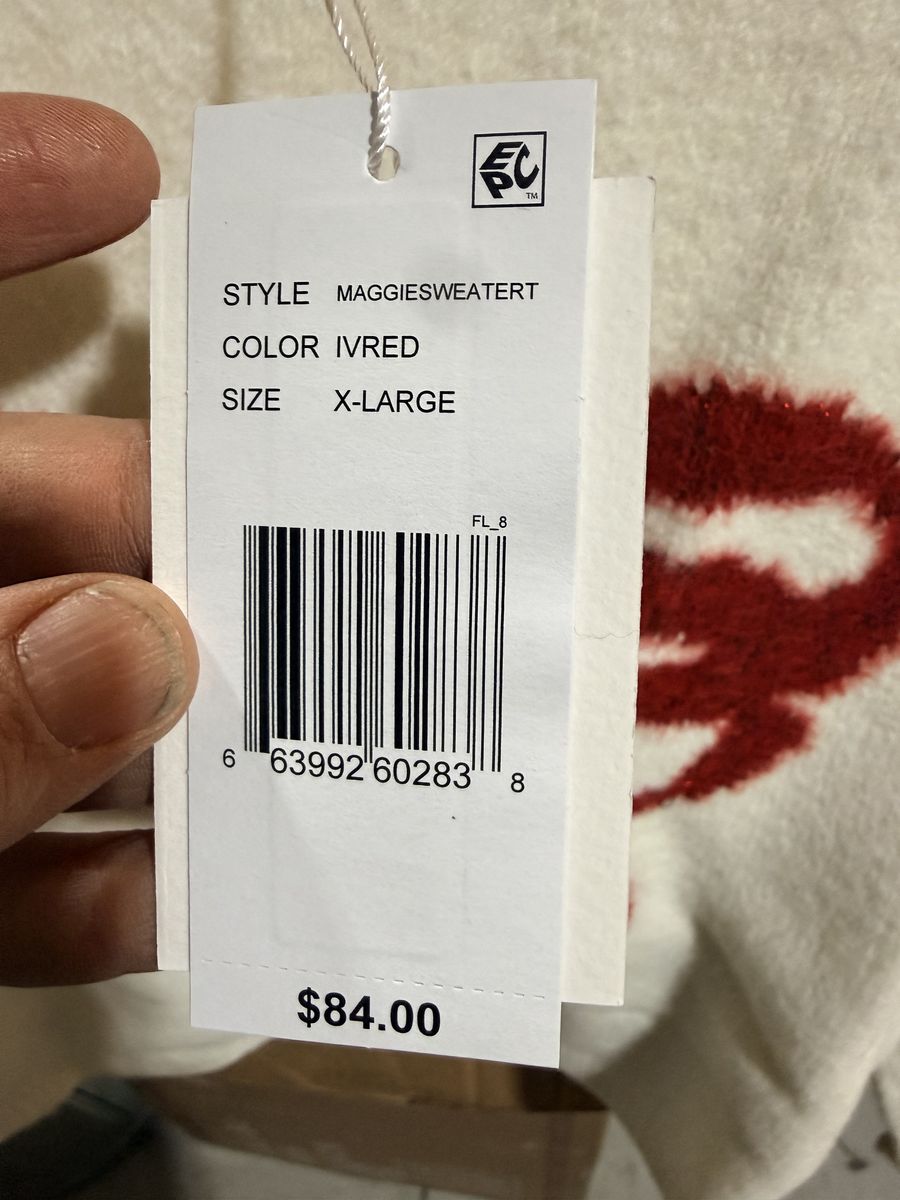 EPC
TM
STYLE MAGGIESWEATERT
COLOR IVRED
SIZE X-LARGE
FL_8
6 63992 60283 8
$84.00